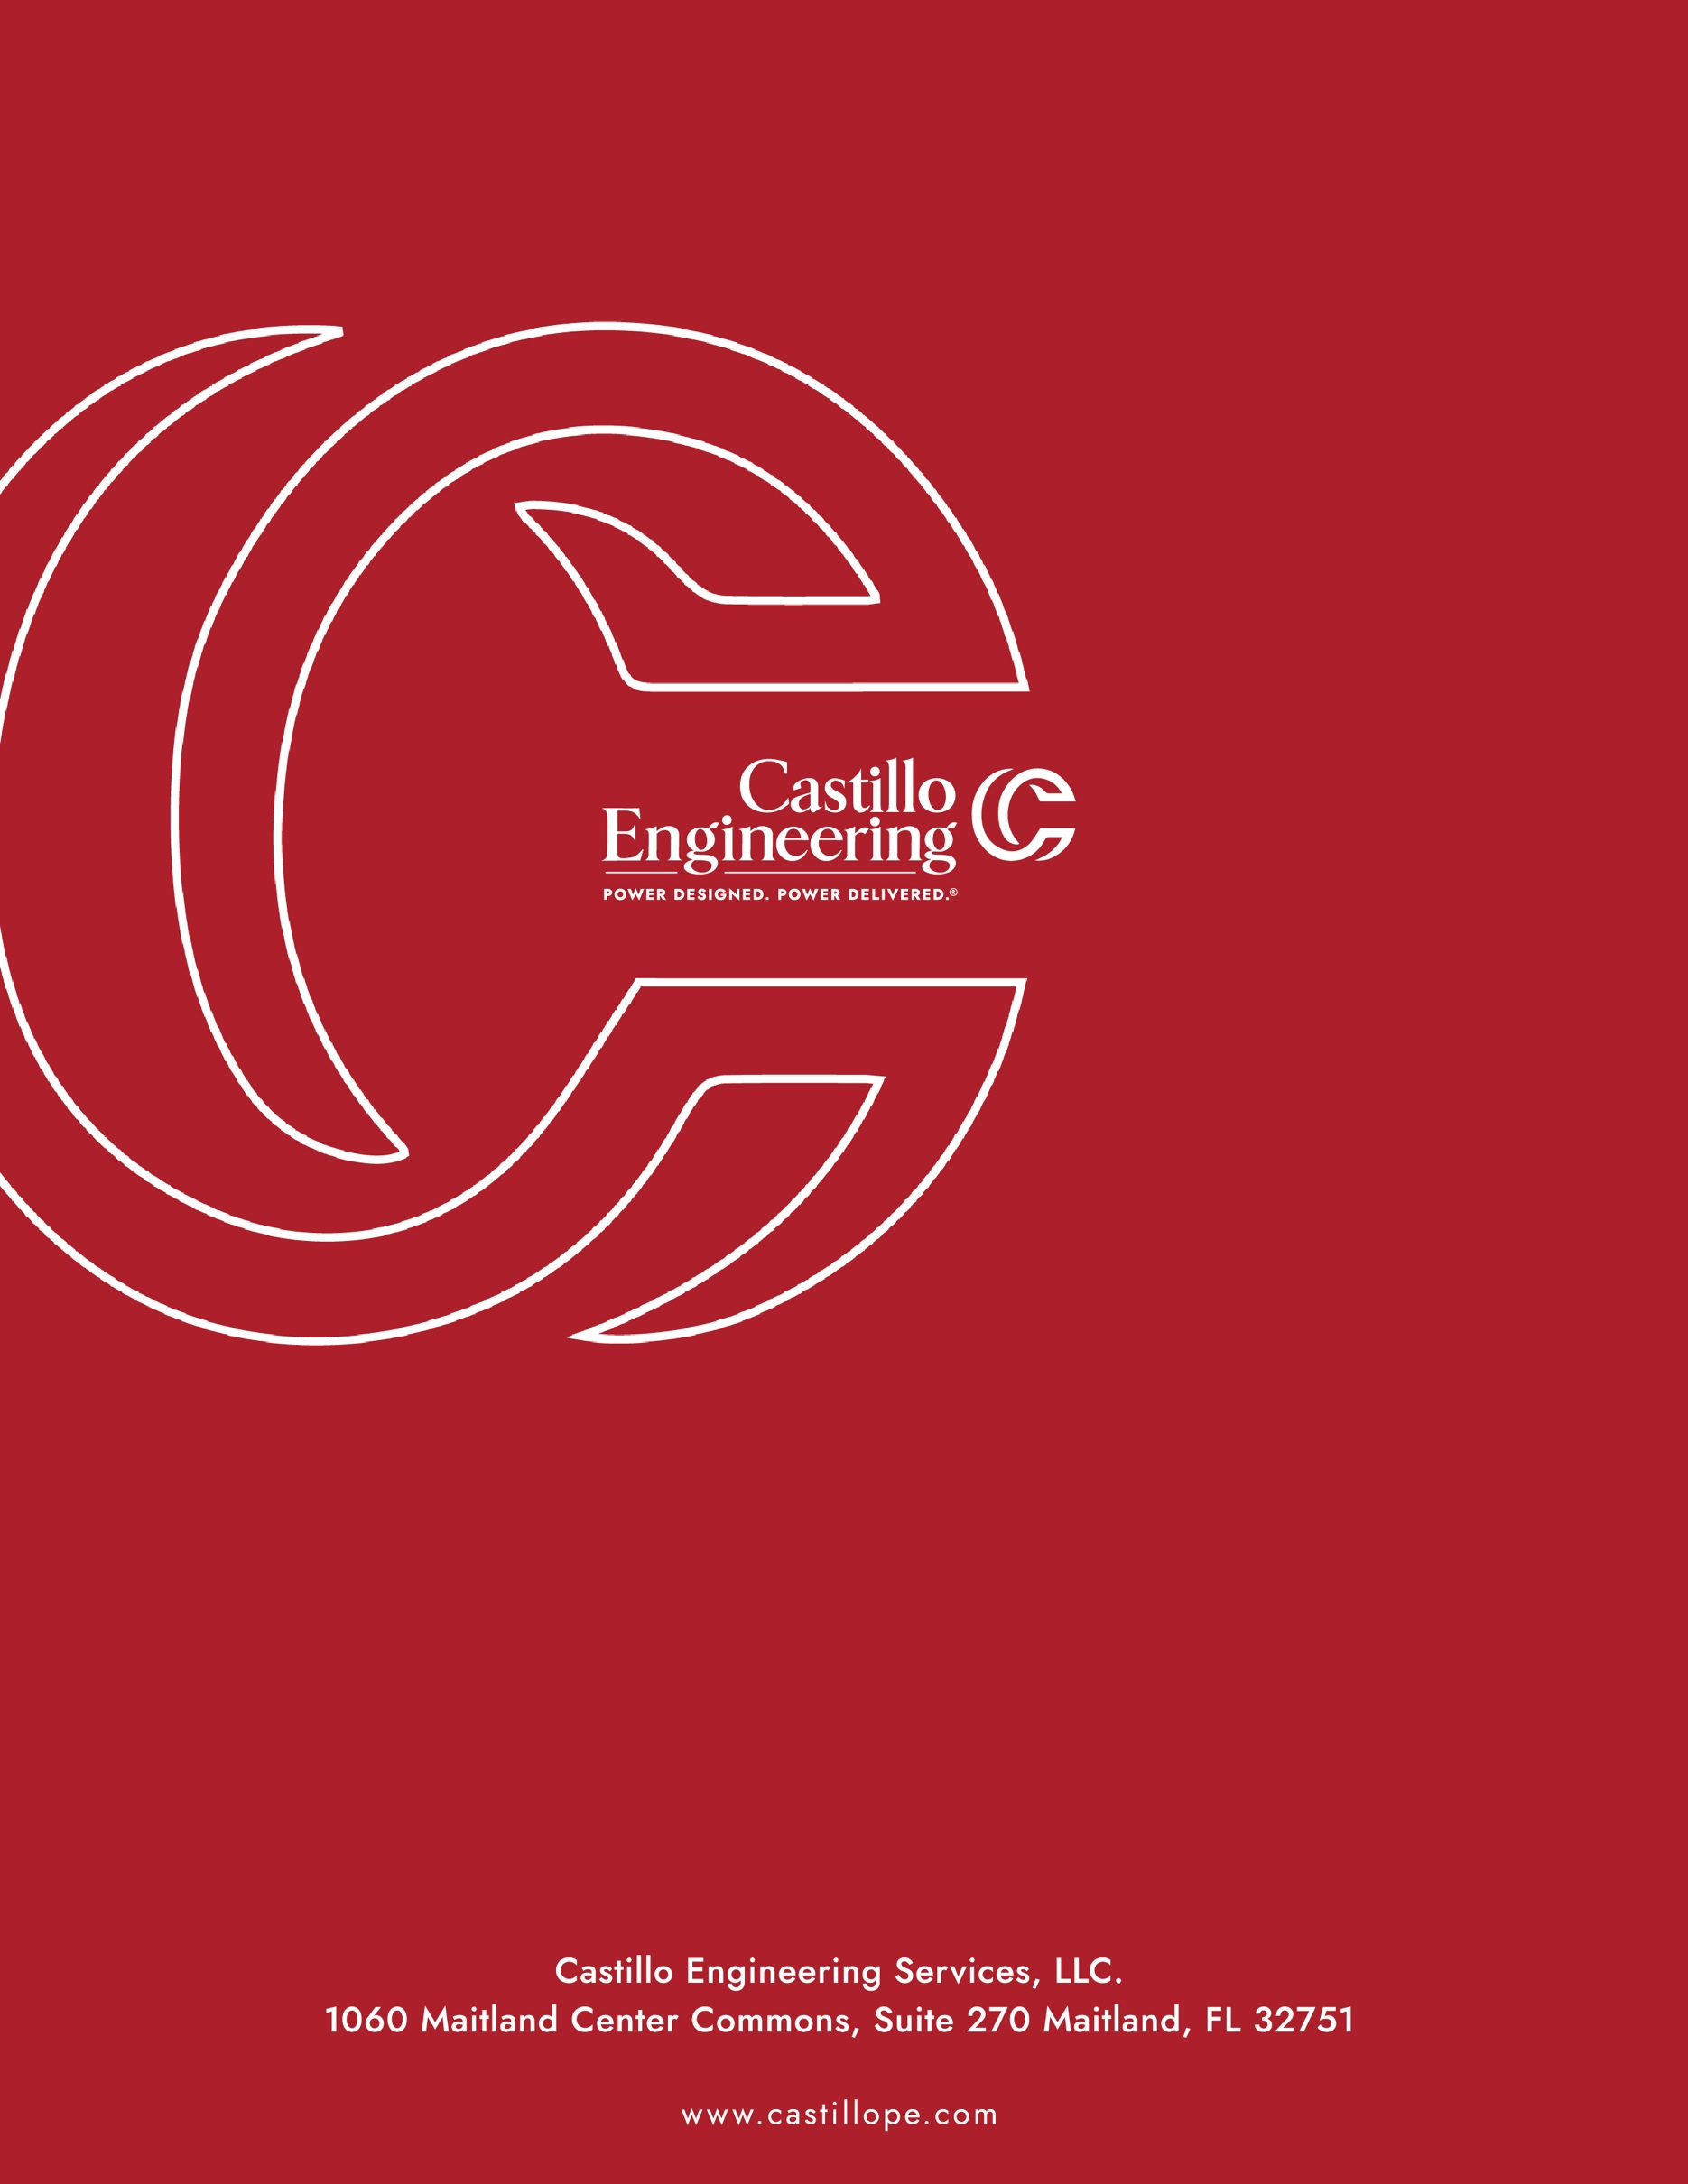 Castillo
Engineering
POWER DESIGNED. POWER DELIVERED.®
Castillo Engineering Services, LLC.
1060 Maitland Center Commons, Suite 270 Maitland, FL 32751
www.castillope.com